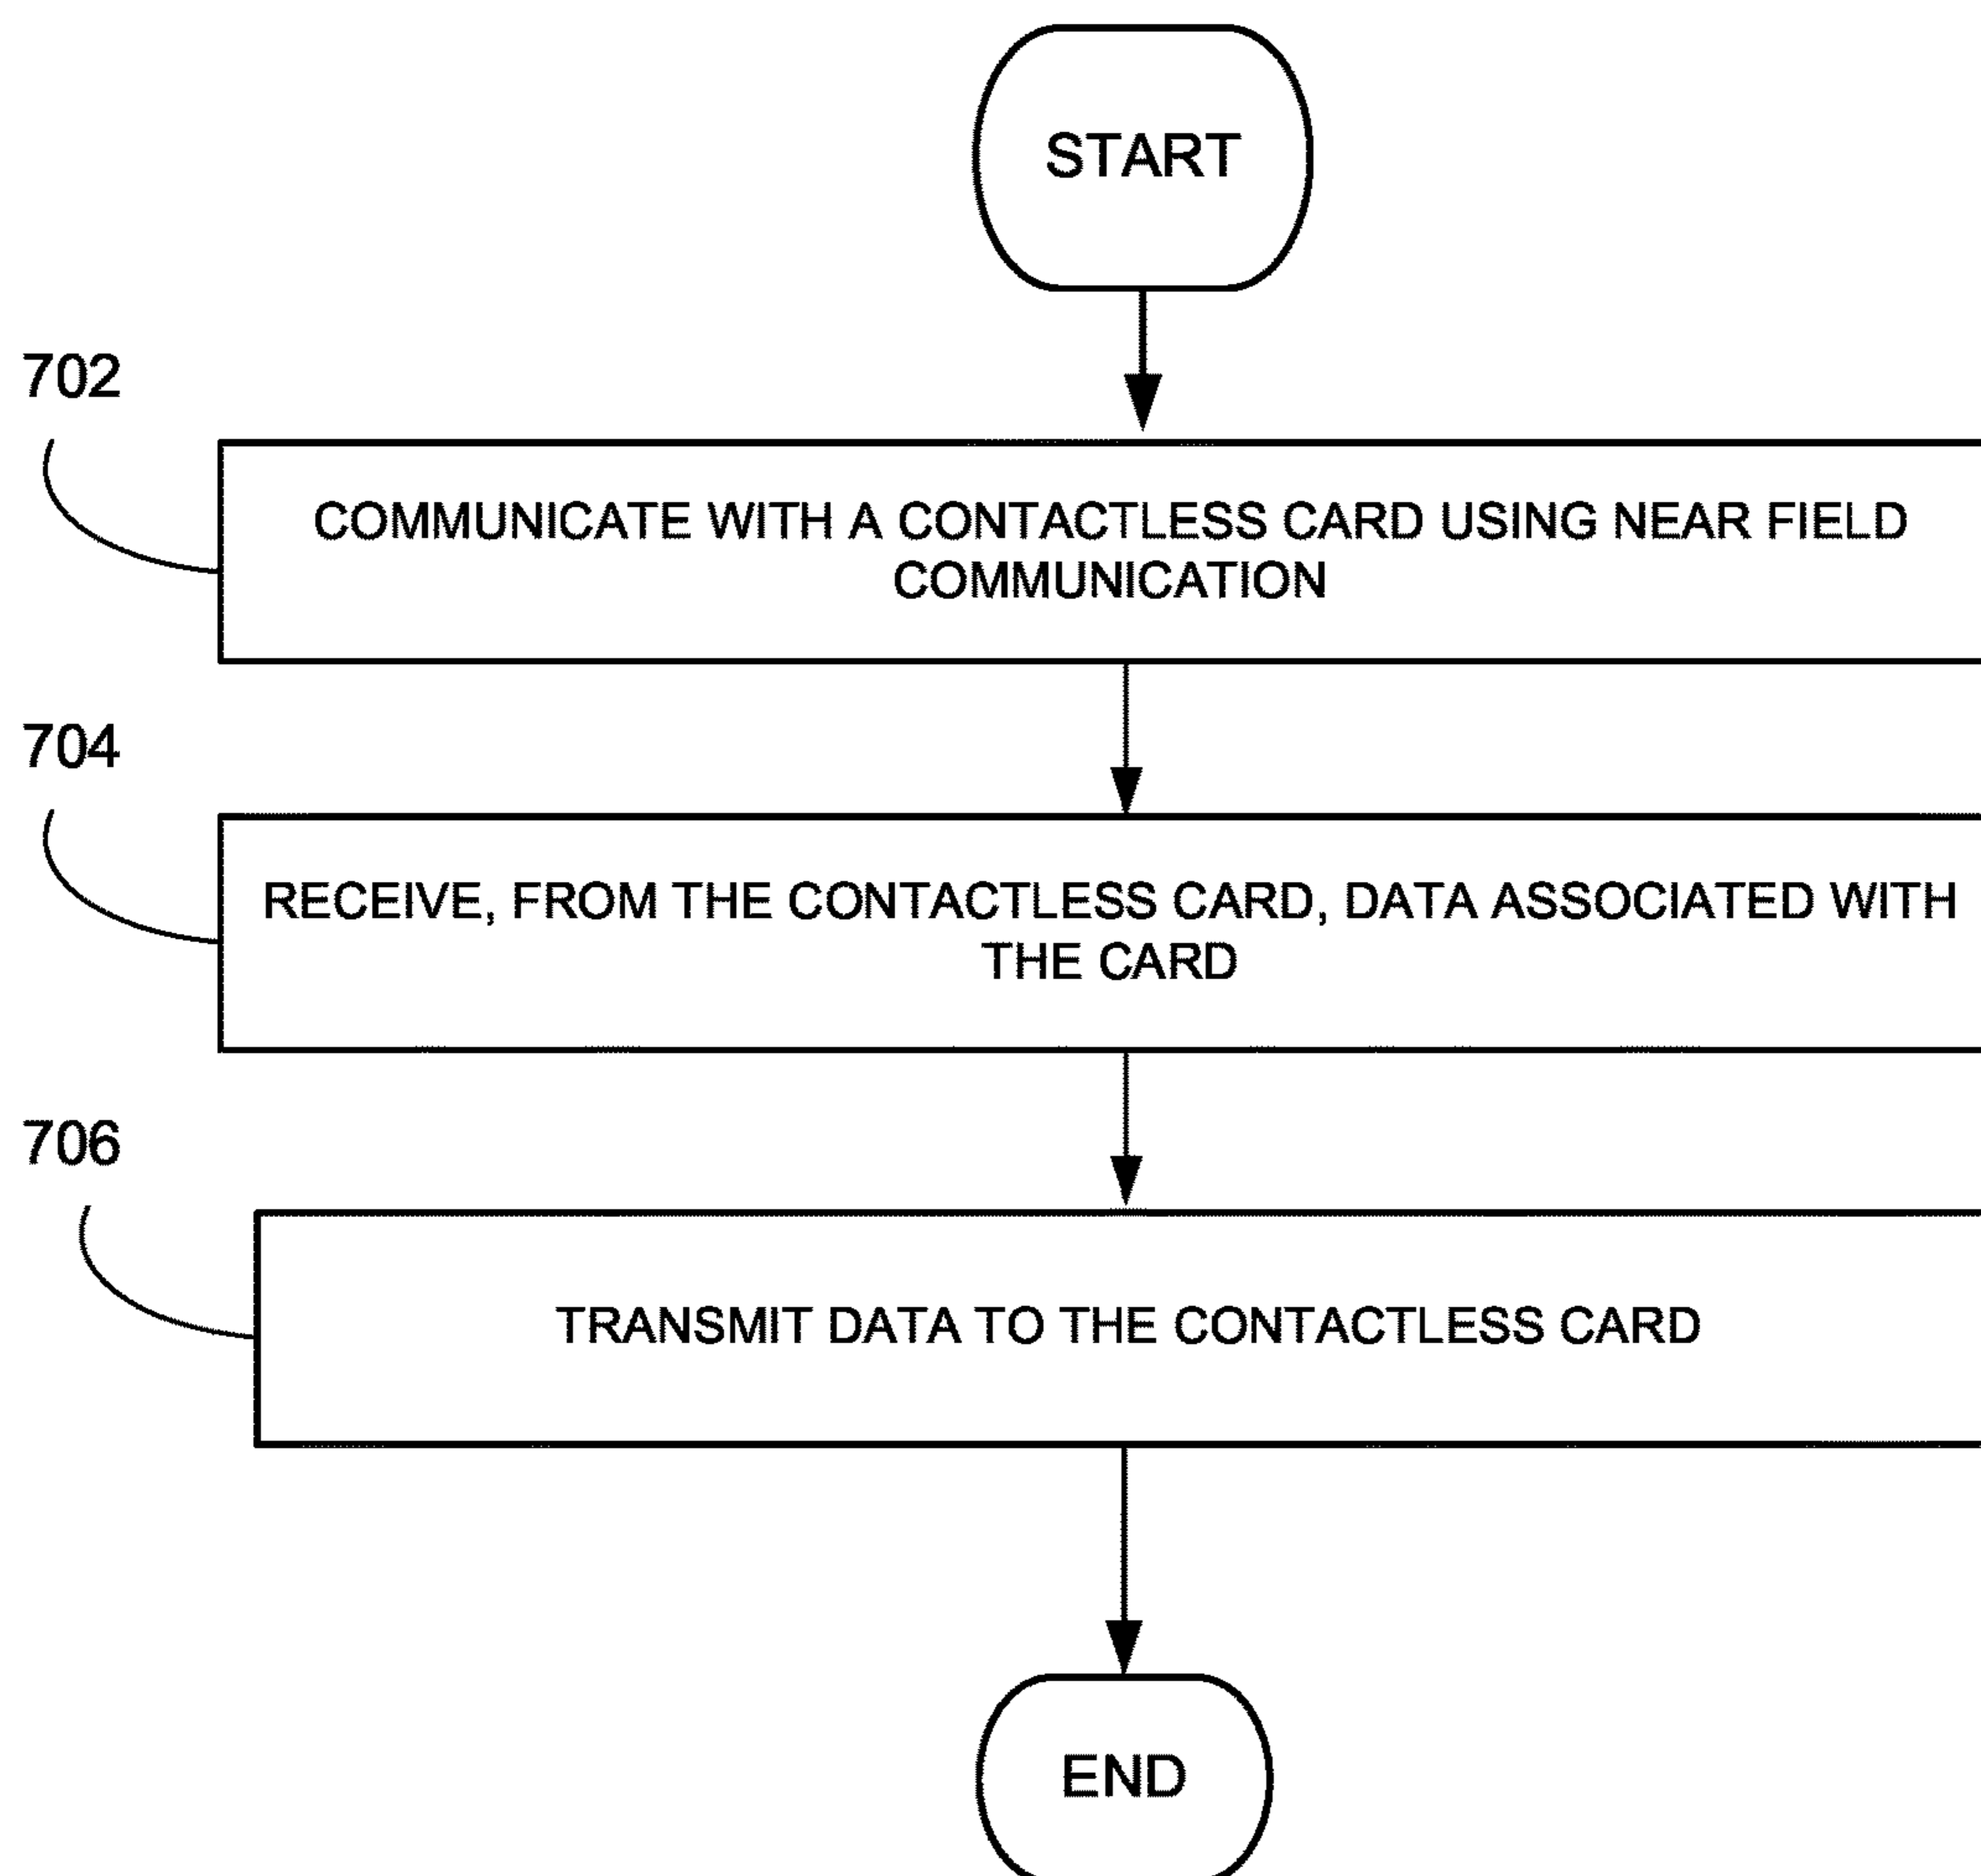 START
702
COMMUNICATE WITH A CONTACTLESS CARD USING NEAR FIELD
COMMUNICATION
704
RECEIVE, FROM THE CONTACTLESS CARD, DATA ASSOCIATED WITH
THE CARD
706
TRANSMIT DATA TO THE CONTACTLESS CARD
END